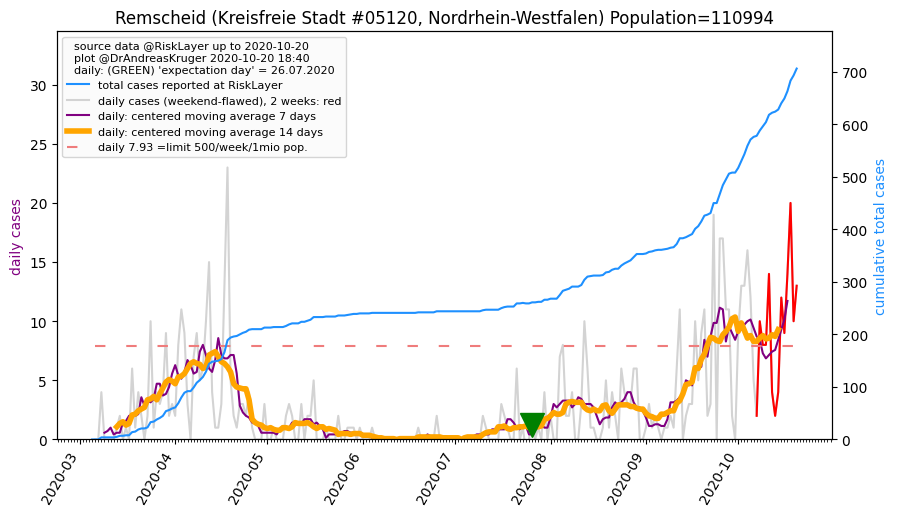 Remscheid (Kreisfreie Stadt #05120, Nordrhein-Westfalen) Population=110994
source data @RiskLayer up to 2020-10-20
plot @DrAndreasKruger 2020-10-20 18:40
daily: (GREEN) 'expectation day' = 26.07.2020
total cases reported at RiskLayer
daily cases (weekend-flawed), 2 weeks: red
daily: centered moving average 7 days
daily: centered moving average 14 days
daily 7.93 =limit 500/week/1mio pop.
daily cases
30
25
20
15
10
5
0
700
600
500
400
300
200
100
0
cumulative total cases
2020-03
2020-04
2020-05
2020-06
2020-07
2020-08
2020-09
2020-10